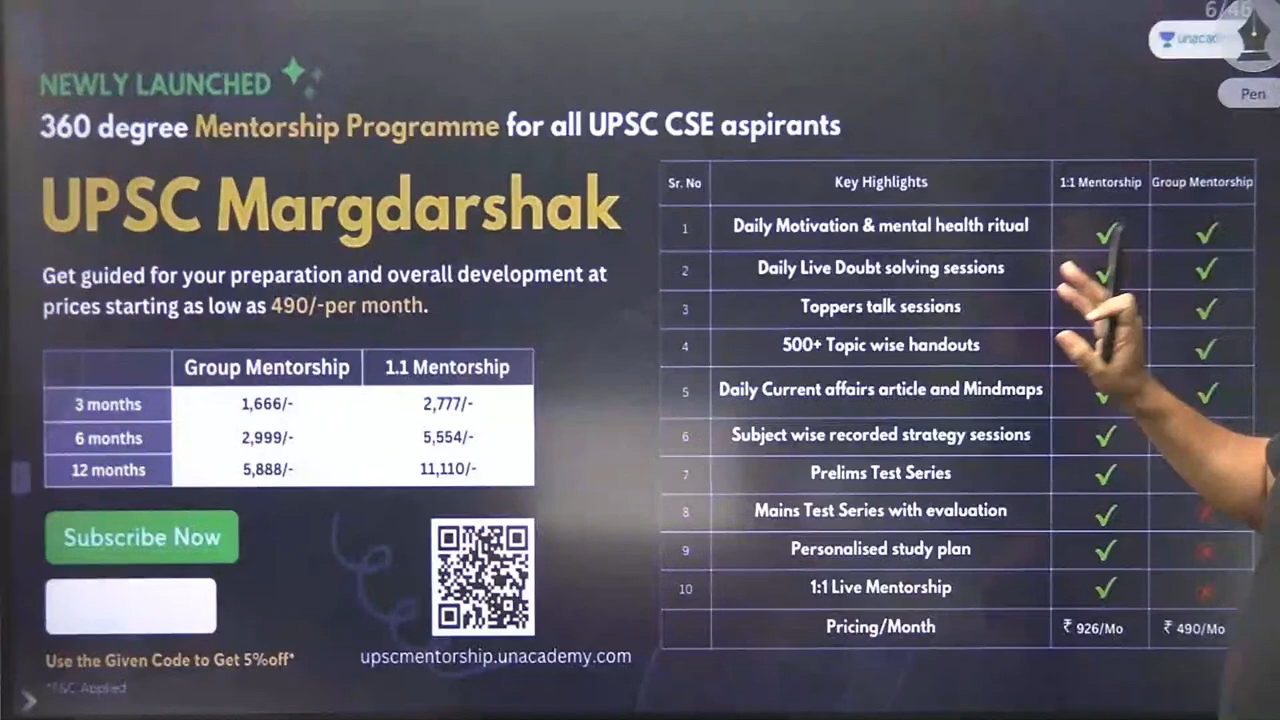 6/46
unacademy
Pen
NEWLY LAUNCHED
360 degree Mentorship Programme for all UPSC CSE aspirants
UPSC Margdarshak
Get guided for your preparation and overall development at
prices starting as low as 490/-per month.
Group Mentorship 1.1 Mentorship
3 months 1,666/- 2,777/-
6 months 2,999/- 5,554/-
12 months 5,888/- 11,110/-
Subscribe Now
Use the Given Code to Get 5%off*
*T&C Applied
upscmentorship.unacademy.com
Sr. No Key Highlights 1:1 Mentorship Group Mentorship
1 Daily Motivation & mental health ritual
2 Daily Live Doubt solving sessions
3 Toppers talk sessions
4 500+ Topic wise handouts
5 Daily Current affairs article and Mindmaps
6 Subject wise recorded strategy sessions
7 Prelims Test Series
8 Mains Test Series with evaluation
9 Personalised study plan
10 1:1 Live Mentorship
Pricing/Month ₹ 926/Mo ₹ 490/Mo